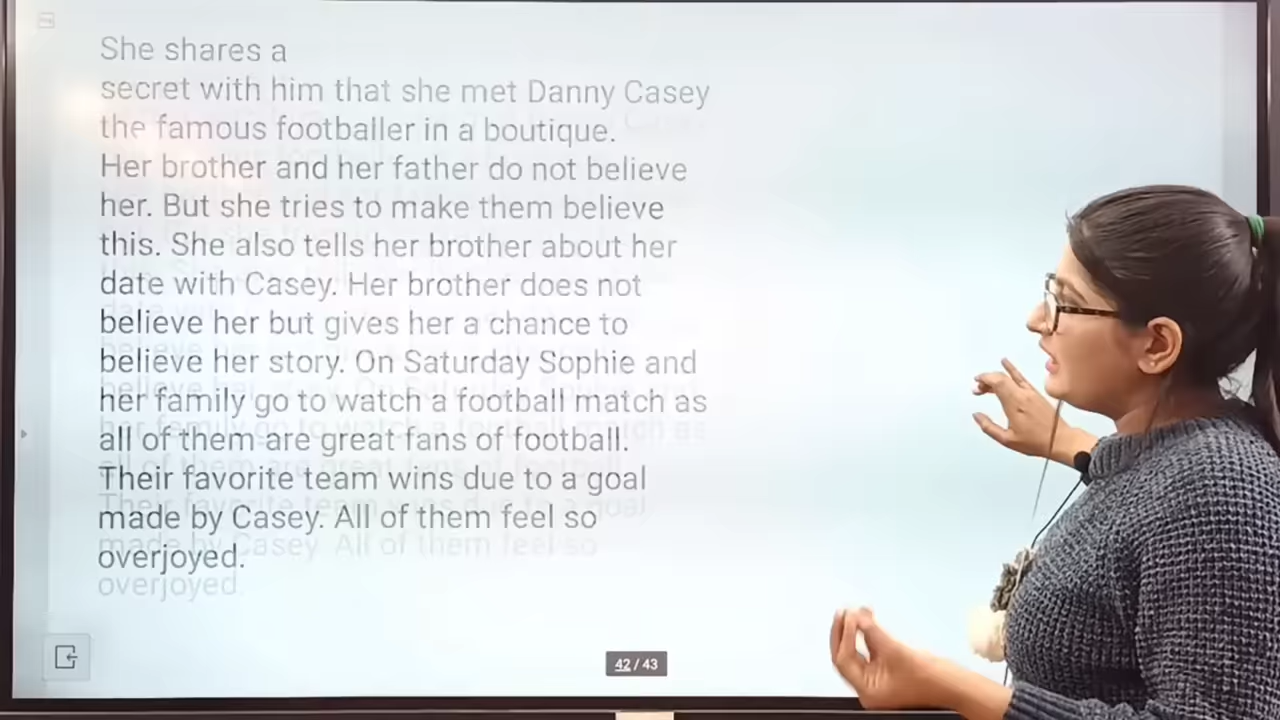 She shares a
secret with him that she met Danny Casey
the famous footballer in a boutique.
Her brother and her father do not believe
her. But she tries to make them believe
this. She also tells her brother about her
date with Casey. Her brother does not
believe her but gives her a chance to
believe her story. On Saturday Sophie and
her family go to watch a football match as
all of them are great fans of football.
Their favorite team wins due to a goal
made by Casey. All of them feel so
overjoyed.
42 / 43